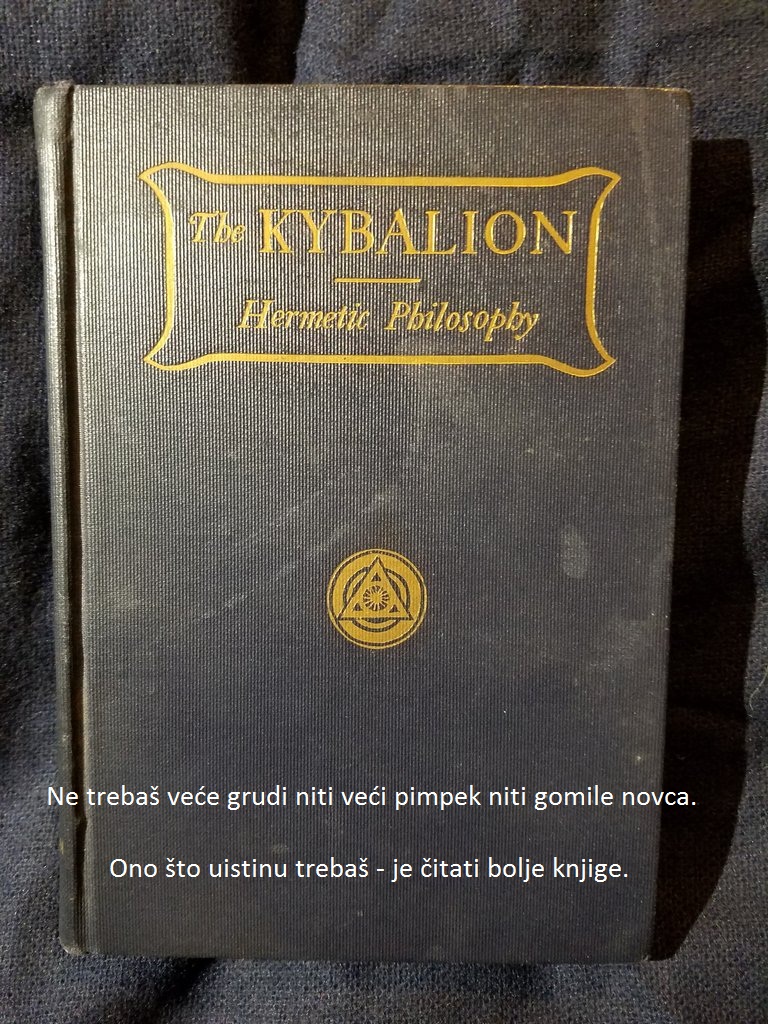 The KYBALION
Hermetic Philosophy
Ne trebaš veće grudi niti veći pimpek niti gomile novca.
Ono što uistinu trebaš - je čitati bolje knjige.